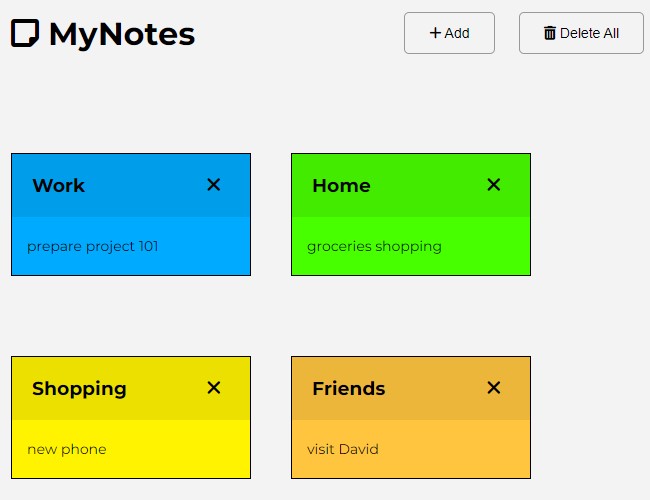 MyNotes
Add
Delete All
Work
prepare project 101
Home
groceries shopping
Shopping
new phone
Friends
visit David